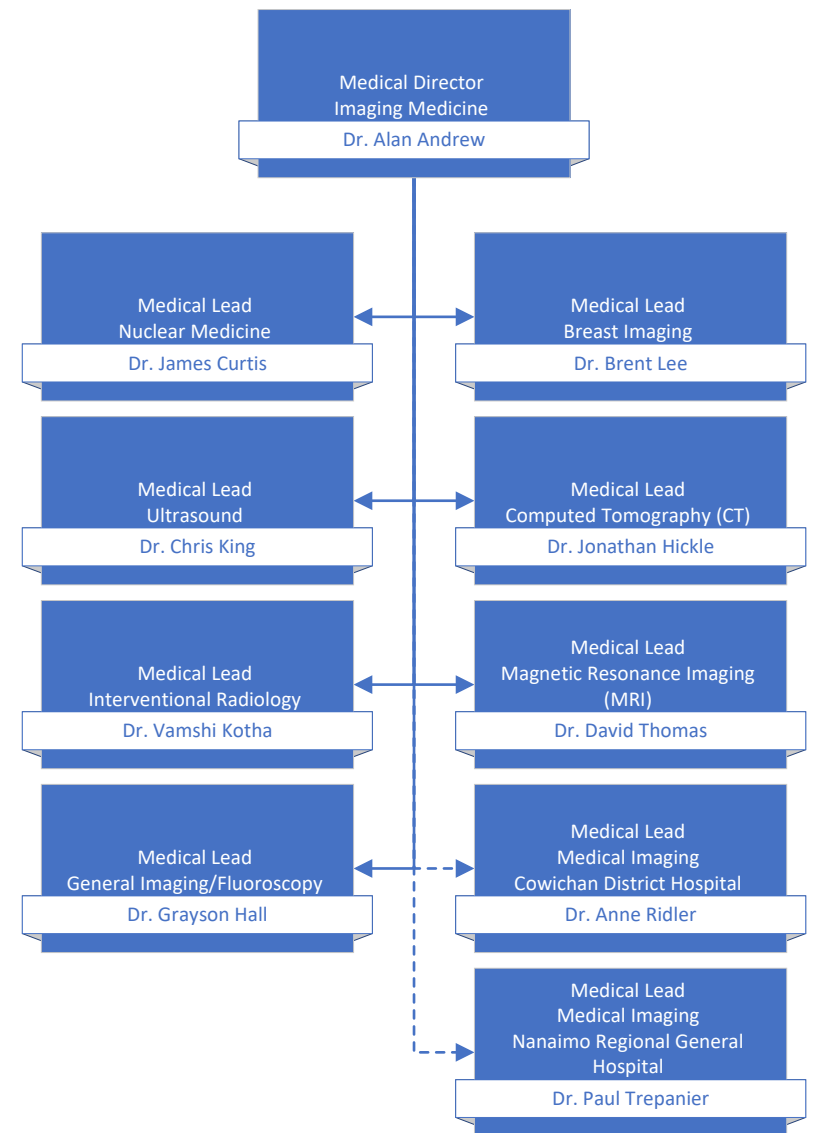 Medical Director
Imaging Medicine
Dr. Alan Andrew
Medical Lead
Nuclear Medicine
Dr. James Curtis
Medical Lead
Breast Imaging
Dr. Brent Lee
Medical Lead
Ultrasound
Dr. Chris King
Medical Lead
Computed Tomography (CT)
Dr. Jonathan Hickle
Medical Lead
Interventional Radiology
Dr. Vamshi Kotha
Medical Lead
Magnetic Resonance Imaging
(MRI)
Dr. David Thomas
Medical Lead
General Imaging/Fluoroscopy
Dr. Grayson Hall
Medical Lead
Medical Imaging
Cowichan District Hospital
Dr. Anne Ridler
Medical Lead
Medical Imaging
Nanaimo Regional General
Hospital
Dr. Paul Trepanier